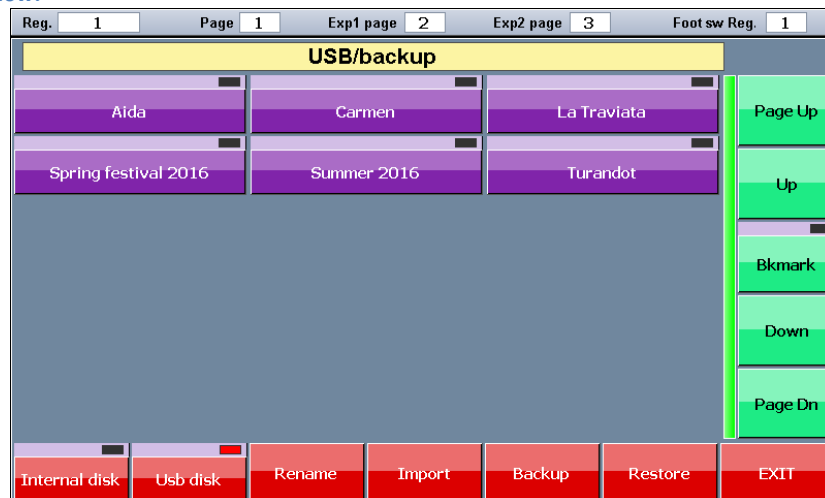 Reg. 1 Page 1 Exp1 page 2 Exp2 page 3 Foot sw Reg. 1
USB/backup
Aida Carmen La Traviata Page Up
Spring festival 2016 Summer 2016 Turandot Up
Bkmark
Down
Page Dn
Internal disk Usb disk Rename Import Backup Restore EXIT